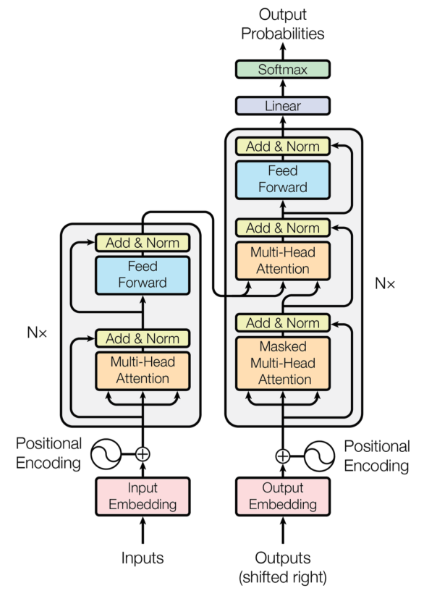 Output
Probabilities
Softmax
Linear
Add & Norm
Feed
Forward
Add & Norm
Multi-Head
Attention
Add & Norm
Masked
Multi-Head
Attention
N×
Add & Norm
Feed
Forward
N×
Add & Norm
Multi-Head
Attention
Positional
Encoding
Positional
Encoding
Input
Embedding
Output
Embedding
Inputs
Outputs
(shifted right)